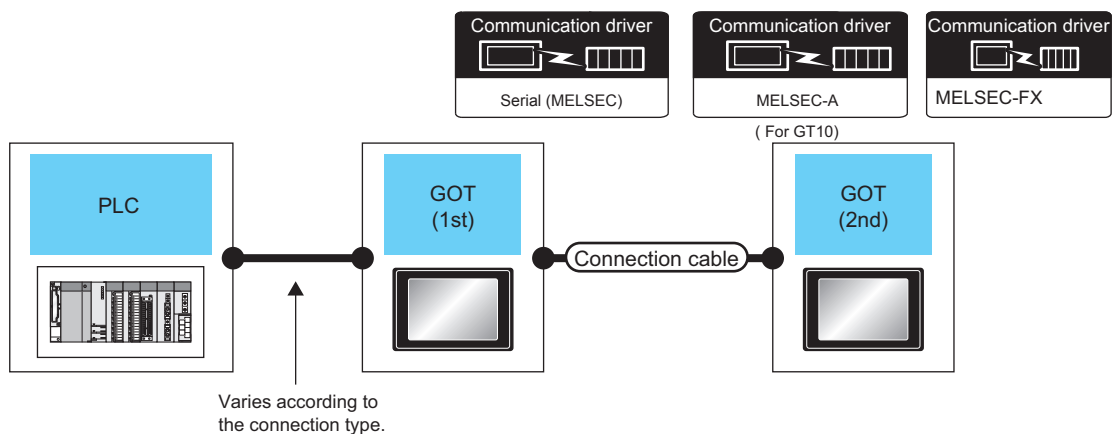 Communication driver
Communication driver
Communication driver
Serial (MELSEC)
MELSEC-A
MELSEC-FX
( For GT10)
PLC
GOT
(1st)
Connection cable
GOT
(2nd)
Varies according to
the connection type.